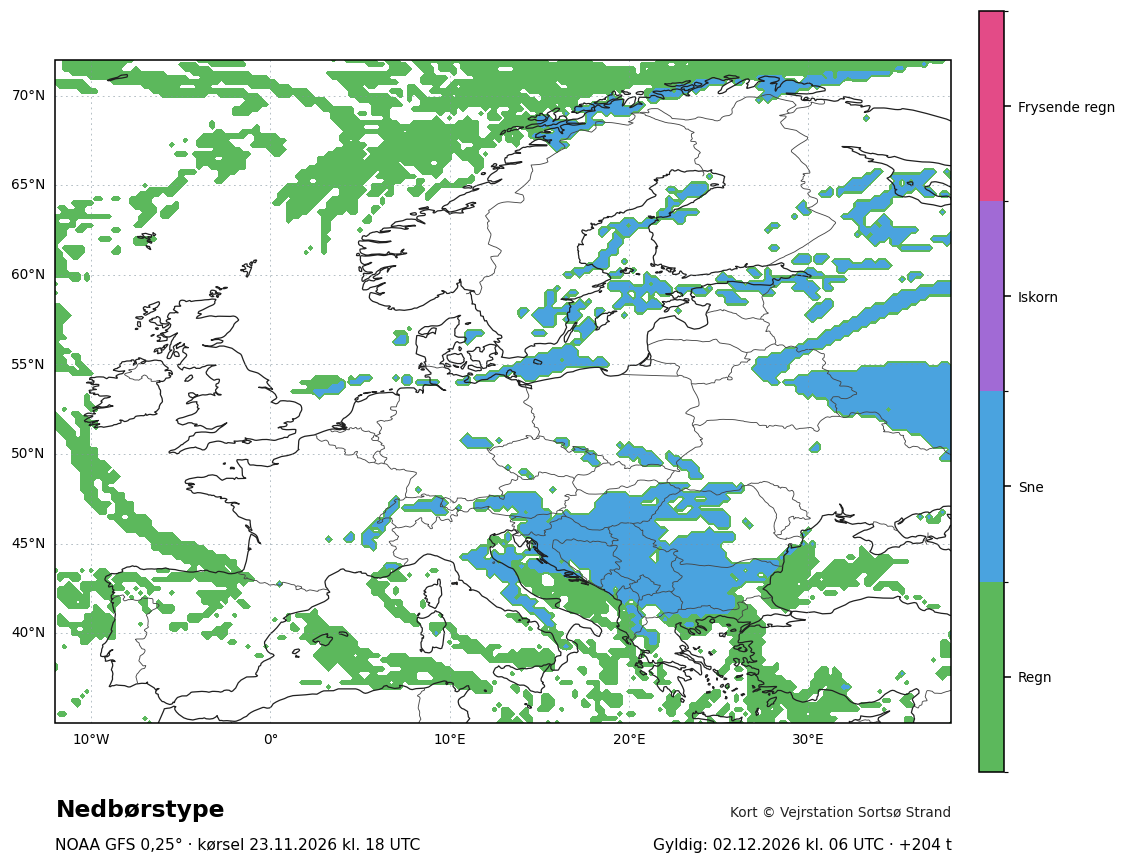 70°N
65°N
60°N
55°N
50°N
45°N
40°N
10°W
0°
10°E
20°E
30°E
Frysende regn
Iskorn
Sne
Regn
Nedbørstype
Kort © Vejrstation Sortsø Strand
NOAA GFS 0,25° · kørsel 23.11.2026 kl. 18 UTC
Gyldig: 02.12.2026 kl. 06 UTC · +204 t